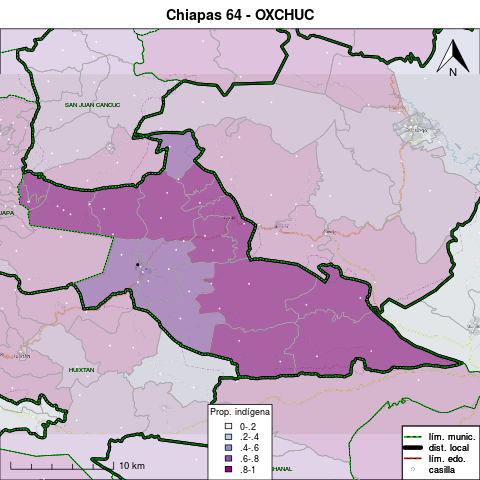 Chiapas 64 - OXCHUC
N
SAN JUAN CANCUC
HUIXTAN
Prop. indígena
0-.2
.2-.4
.4-.6
.6-.8
.8-1
lím. munic.
dist. local
lím. edo.
casilla
10 km